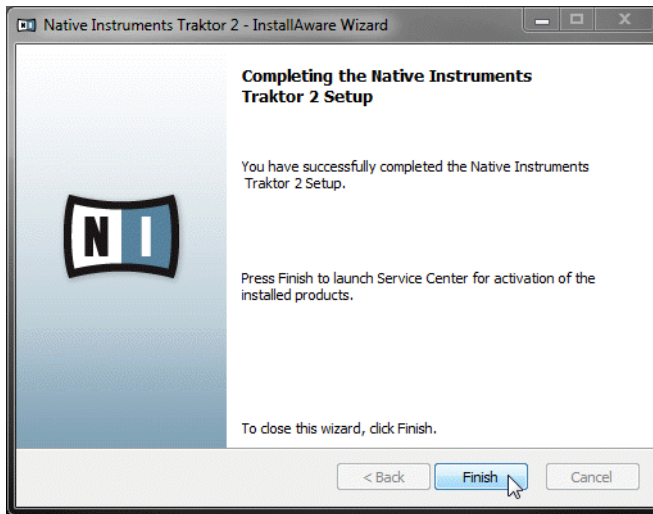 Native Instruments Traktor 2 - InstallAware Wizard
Completing the Native Instruments
Traktor 2 Setup
You have successfully completed the Native Instruments
Traktor 2 Setup.
NI
Press Finish to launch Service Center for activation of the
installed products.
To close this wizard, click Finish.
< Back
Finish
Cancel